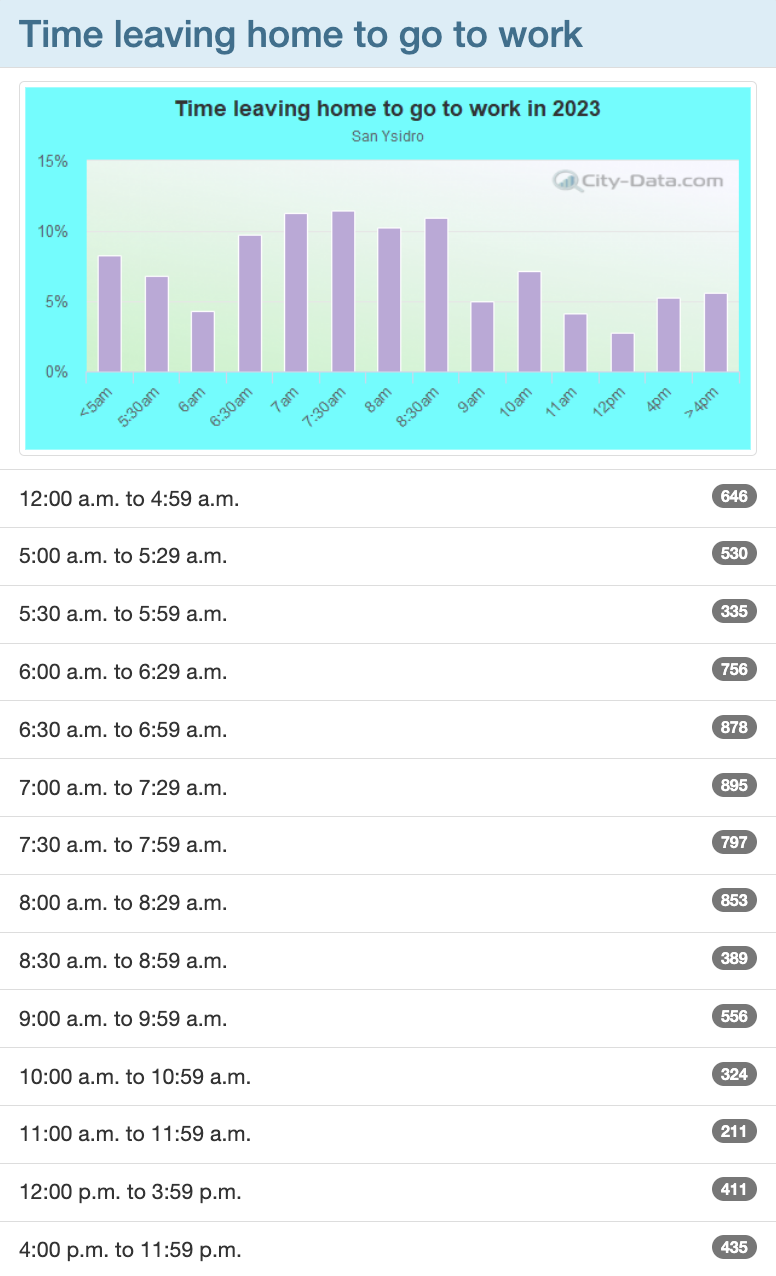 Time leaving home to go to work
Time leaving home to go to work in 2023
San Ysidro
City-Data.com
15%
10%
5%
0%
<5am 5:30am 6am 6:30am 7am 7:30am 8am 8:30am 9am 10am 11am 12pm 4pm >4pm
12:00 a.m. to 4:59 a.m. 646
5:00 a.m. to 5:29 a.m. 530
5:30 a.m. to 5:59 a.m. 335
6:00 a.m. to 6:29 a.m. 756
6:30 a.m. to 6:59 a.m. 878
7:00 a.m. to 7:29 a.m. 895
7:30 a.m. to 7:59 a.m. 797
8:00 a.m. to 8:29 a.m. 853
8:30 a.m. to 8:59 a.m. 389
9:00 a.m. to 9:59 a.m. 556
10:00 a.m. to 10:59 a.m. 324
11:00 a.m. to 11:59 a.m. 211
12:00 p.m. to 3:59 p.m. 411
4:00 p.m. to 11:59 p.m. 435